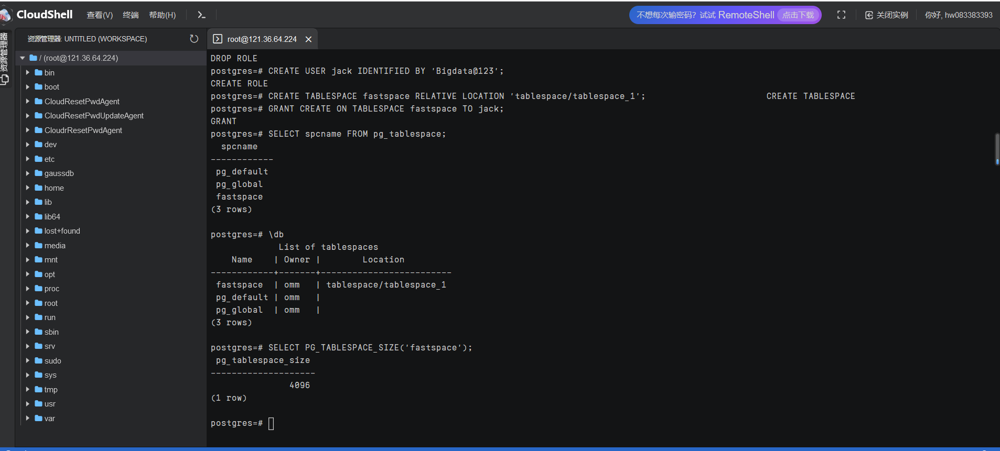 CloudShell 查看(V) 终端 帮助(H) 不想每次输密码？试试 RemoteShell 点击下载 关闭实例 你好, hw083383393
资源管理器
资源管理器: UNTITLED (WORKSPACE)
/ (root@121.36.64.224)
bin
boot
CloudResetPwdAgent
CloudResetPwdUpdateAgent
CloudrResetPwdAgent
dev
etc
gaussdb
home
lib
lib64
lost+found
media
mnt
opt
proc
root
run
sbin
srv
sudo
sys
tmp
usr
var
root@121.36.64.224
DROP ROLE
postgres=# CREATE USER jack IDENTIFIED BY 'Bigdata@123';
CREATE ROLE
postgres=# CREATE TABLESPACE fastspace RELATIVE LOCATION 'tablespace/tablespace_1'; CREATE TABLESPACE
postgres=# GRANT CREATE ON TABLESPACE fastspace TO jack;
GRANT
postgres=# SELECT spcname FROM pg_tablespace;
spcname
------------
pg_default
pg_global
fastspace
(3 rows)
postgres=# \db
List of tablespaces
Name | Owner | Location
------------+-------+-------------------------
fastspace | omm | tablespace/tablespace_1
pg_default | omm |
pg_global | omm |
(3 rows)
postgres=# SELECT PG_TABLESPACE_SIZE('fastspace');
pg_tablespace_size
--------------------
4096
(1 row)
postgres=#